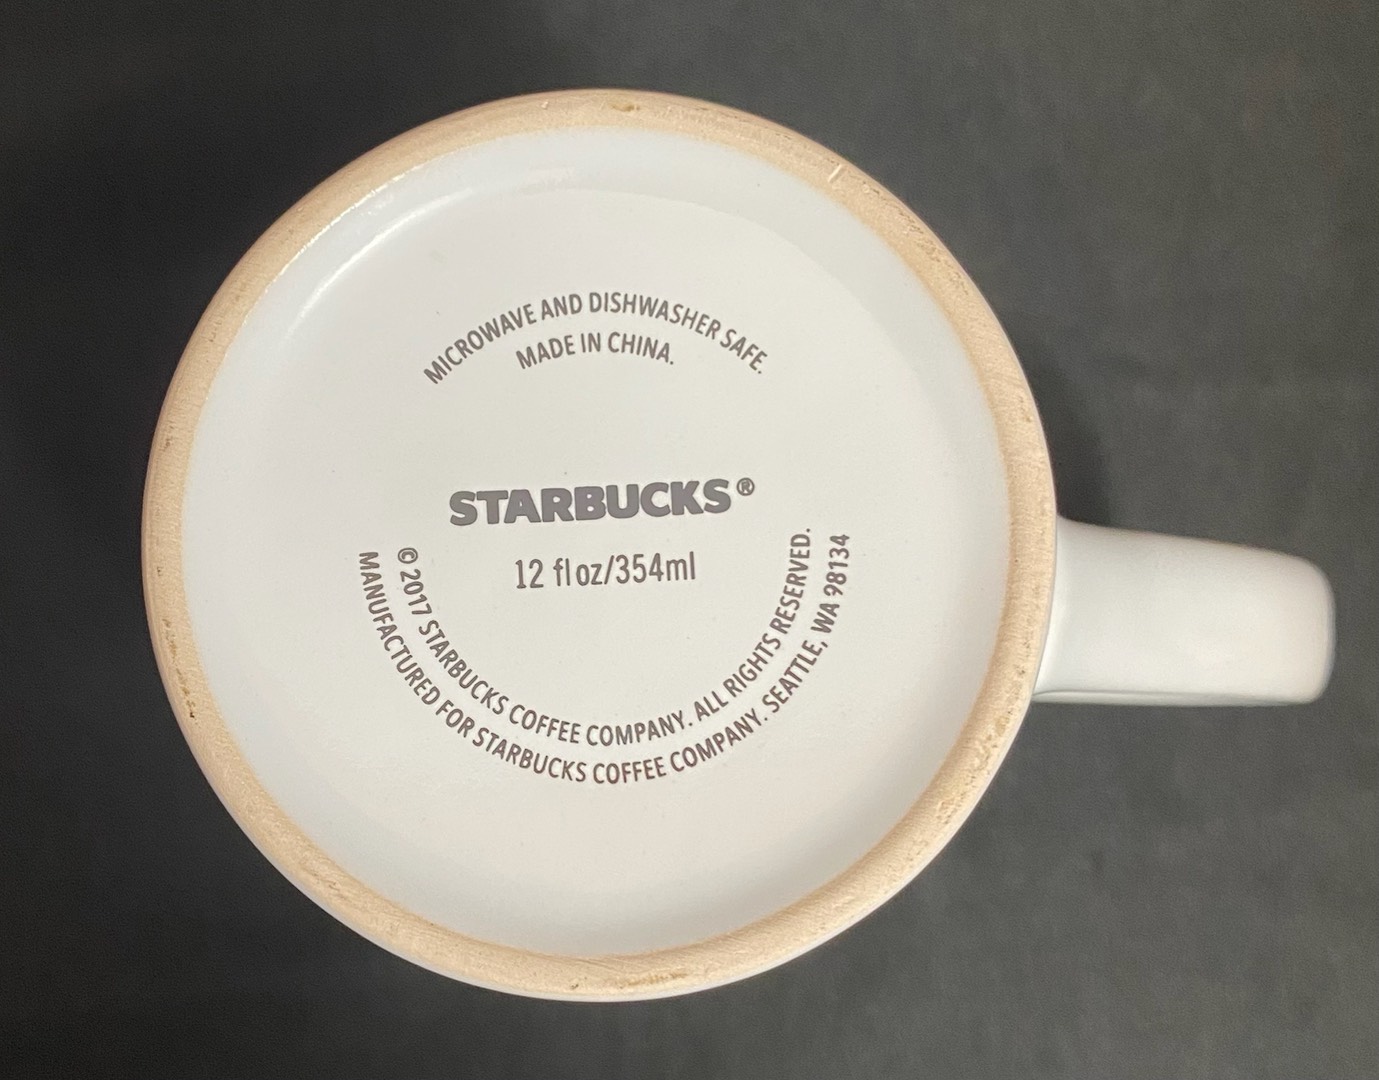 MICROWAVE AND DISHWASHER SAFE.
MADE IN CHINA.
STARBUCKS®
12 fl oz/354ml
© 2017 STARBUCKS COFFEE COMPANY. ALL RIGHTS RESERVED.
MANUFACTURED FOR STARBUCKS COFFEE COMPANY. SEATTLE, WA 98134